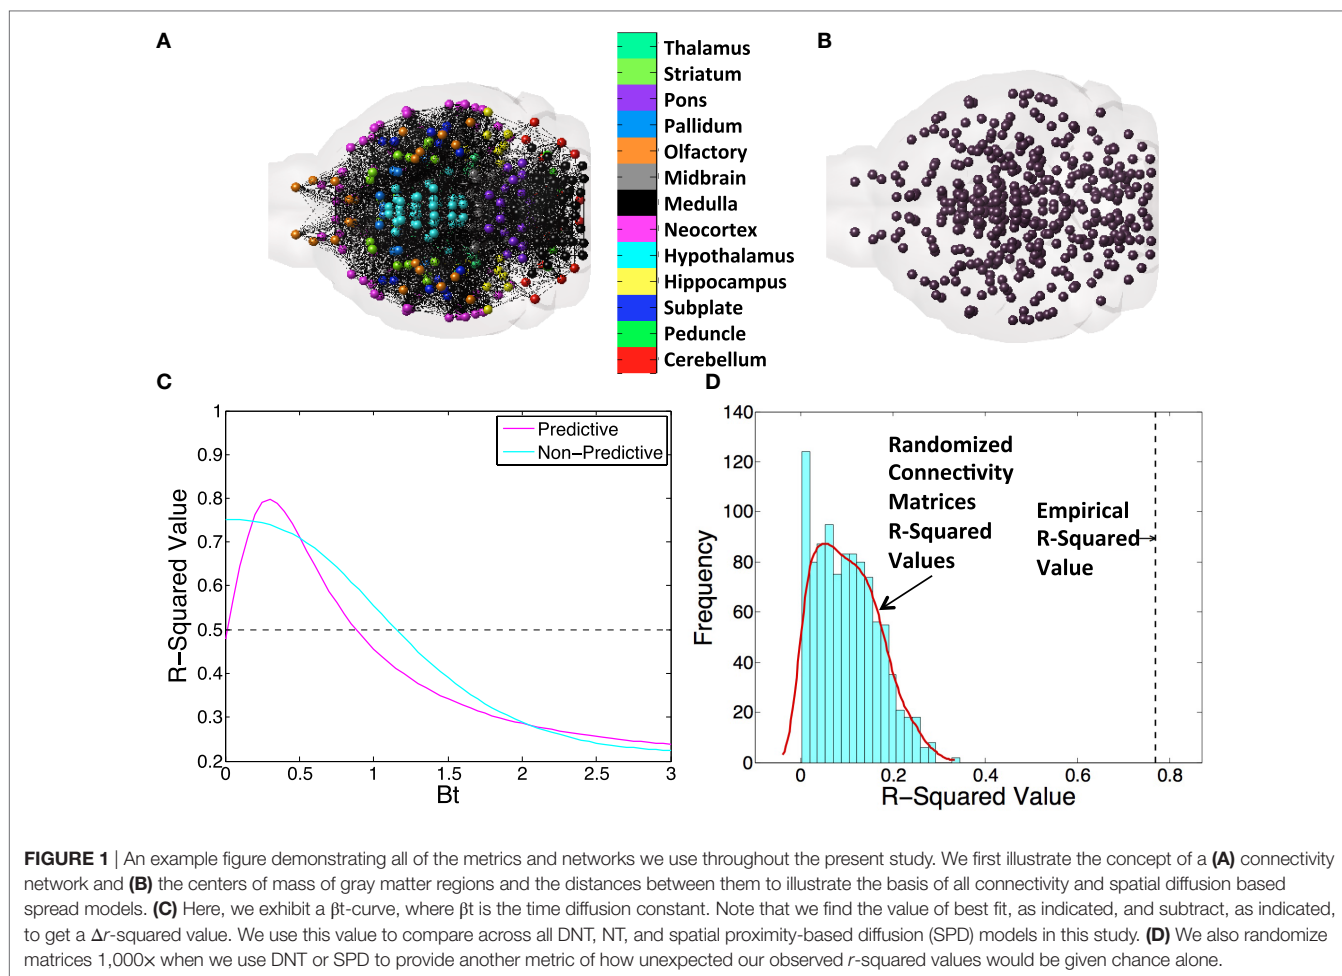 A
B
Thalamus
Striatum
Pons
Pallidum
Olfactory
Midbrain
Medulla
Neocortex
Hypothalamus
Hippocampus
Subplate
Peduncle
Cerebellum
C
R-Squared Value
1
0.9
0.8
0.7
0.6
0.5
0.4
0.3
0.2
0
0.5
1
1.5
2
2.5
3
Bt
Predictive
Non-Predictive
D
Frequency
140
120
100
80
60
40
20
0
0
0.2
0.4
0.6
0.8
R-Squared Value
Randomized
Connectivity
Matrices
R-Squared
Values
Empirical
R-Squared
Value
FIGURE 1 | An example figure demonstrating all of the metrics and networks we use throughout the present study. We first illustrate the concept of a (A) connectivity
network and (B) the centers of mass of gray matter regions and the distances between them to illustrate the basis of all connectivity and spatial diffusion based
spread models. (C) Here, we exhibit a βt-curve, where βt is the time diffusion constant. Note that we find the value of best fit, as indicated, and subtract, as indicated,
to get a Δr-squared value. We use this value to compare across all DNT, NT, and spatial proximity-based diffusion (SPD) models in this study. (D) We also randomize
matrices 1,000× when we use DNT or SPD to provide another metric of how unexpected our observed r-squared values would be given chance alone.